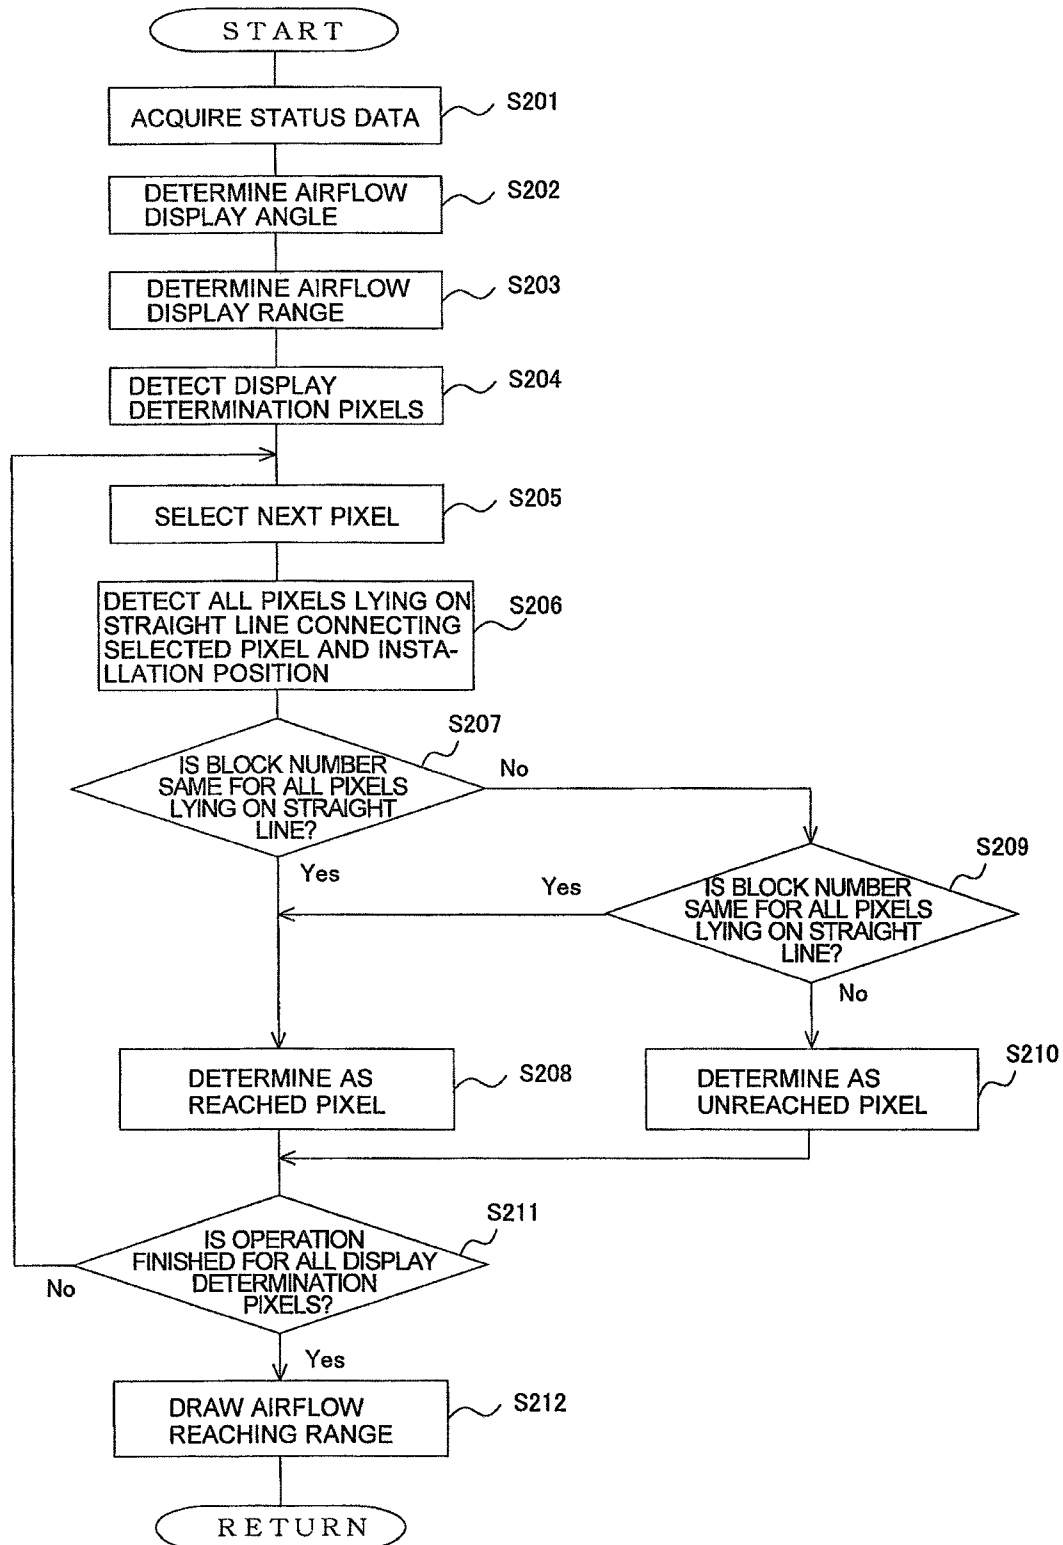 START
ACQUIRE STATUS DATA
S201
DETERMINE AIRFLOW
DISPLAY ANGLE
S202
DETERMINE AIRFLOW
DISPLAY RANGE
S203
DETECT DISPLAY
DETERMINATION PIXELS
S204
SELECT NEXT PIXEL
S205
DETECT ALL PIXELS LYING ON
STRAIGHT LINE CONNECTING
SELECTED PIXEL AND INSTA-
LLATION POSITION
S206
S207
IS BLOCK NUMBER
SAME FOR ALL PIXELS
LYING ON STRAIGHT
LINE?
No
Yes
S209
IS BLOCK NUMBER
SAME FOR ALL PIXELS
LYING ON STRAIGHT
LINE?
Yes
No
DETERMINE AS
REACHED PIXEL
S208
DETERMINE AS
UNREACHED PIXEL
S210
S211
IS OPERATION
FINISHED FOR ALL DISPLAY
DETERMINATION
PIXELS?
No
Yes
DRAW AIRFLOW
REACHING RANGE
S212
RETURN